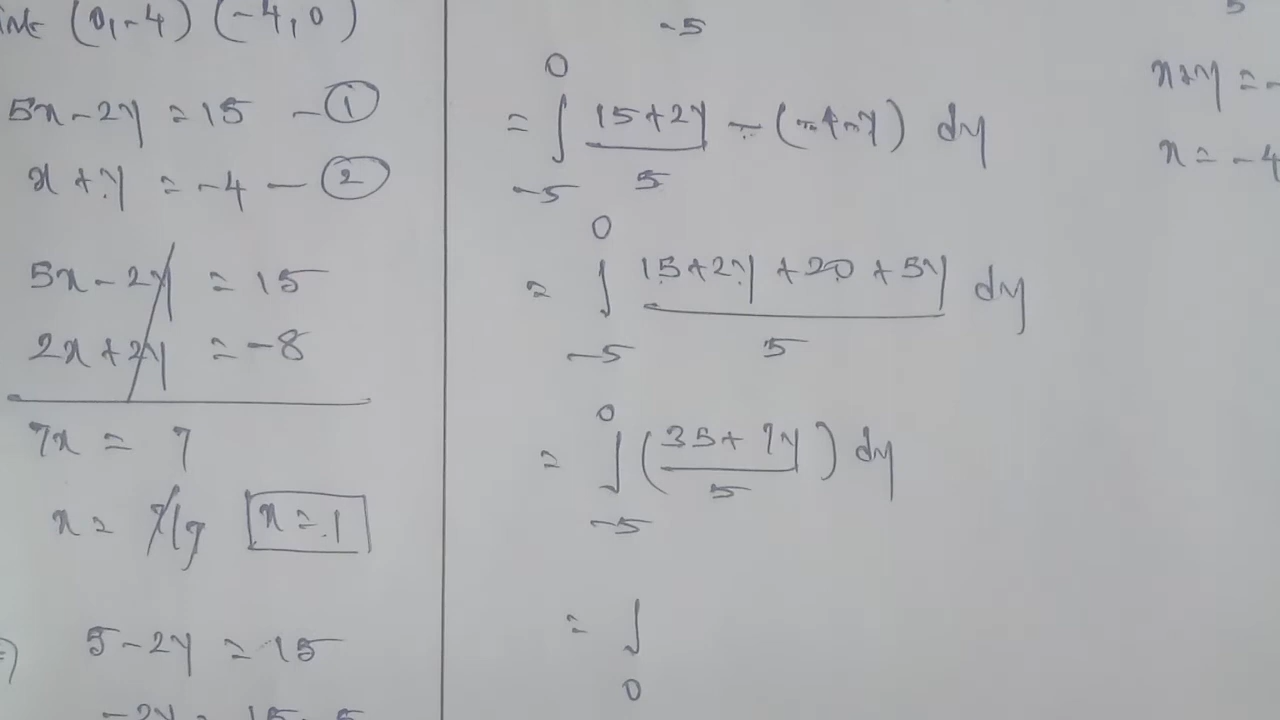 (0,-4) (-4,0)
5x-2y = 15 - ①
x+y = -4 - ②
5x-2y = 15
2x+2y = -8
7x = 7
x = 7/7 x=1
5-2y = 15
-5
0
= ∫ 15+2y - (-4-y) dy
-5 5
0
= ∫ 15+2y+20+5y dy
-5 5
0
= ∫ (35+7y) dy
5
-5
= ∫
0
5
x+y = -
x = -4